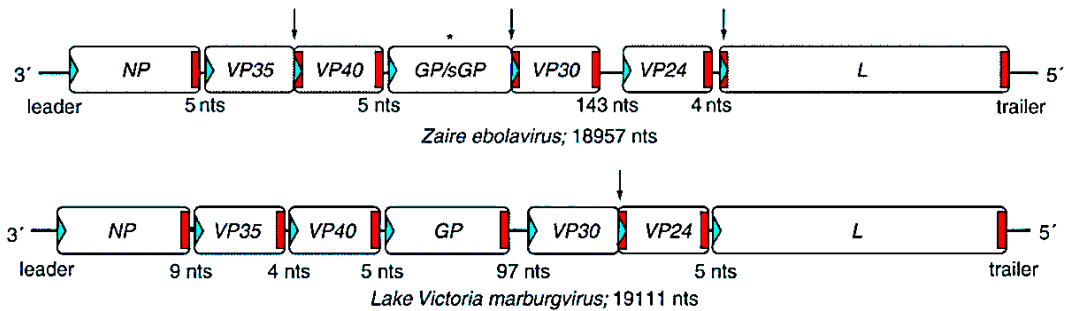 *
3´ NP VP35 VP40 GP/sGP VP30 VP24 L 5´
leader 5 nts 5 nts 143 nts 4 nts trailer
Zaire ebolavirus; 18957 nts
3´ NP VP35 VP40 GP VP30 VP24 L 5´
leader 9 nts 4 nts 5 nts 97 nts 5 nts trailer
Lake Victoria marburgvirus; 19111 nts